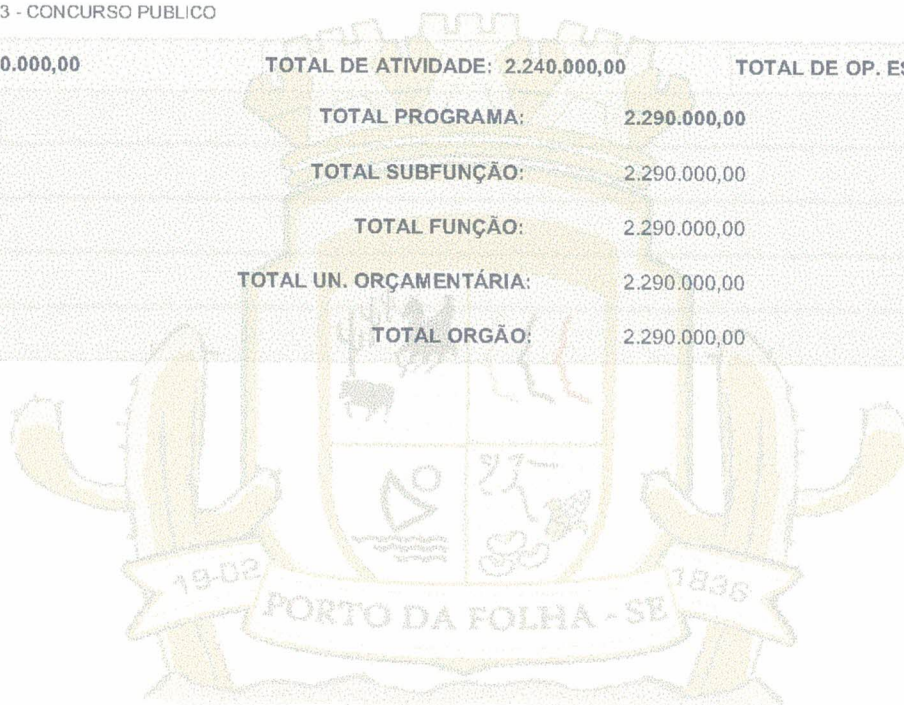 3 - CONCURSO PUBLICO
0.000,00 TOTAL DE ATIVIDADE: 2.240.000,00 TOTAL DE OP. ES
TOTAL PROGRAMA: 2.290.000,00
TOTAL SUBFUNÇÃO: 2.290.000,00
TOTAL FUNÇÃO: 2.290.000,00
TOTAL UN. ORÇAMENTÁRIA: 2.290.000,00
TOTAL ORGÃO: 2.290.000,00
19-02 1836
PORTO DA FOLHA - SE